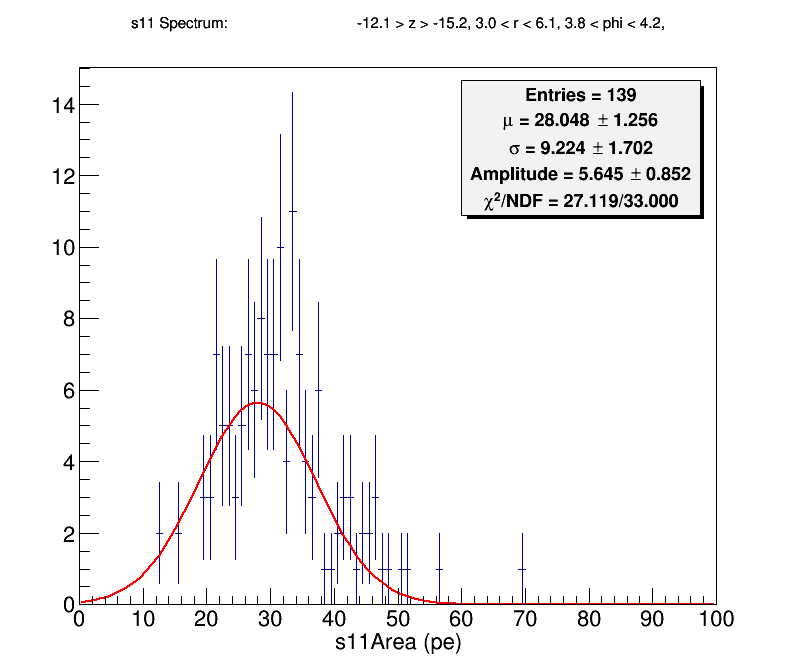 s11 Spectrum: -12.1 > z > -15.2, 3.0 < r < 6.1, 3.8 < phi < 4.2,
Entries = 139
μ = 28.048 ± 1.256
σ = 9.224 ± 1.702
Amplitude = 5.645 ± 0.852
χ²/NDF = 27.119/33.000
14
12
10
8
6
4
2
0
0 10 20 30 40 50 60 70 80 90 100
s11Area (pe)